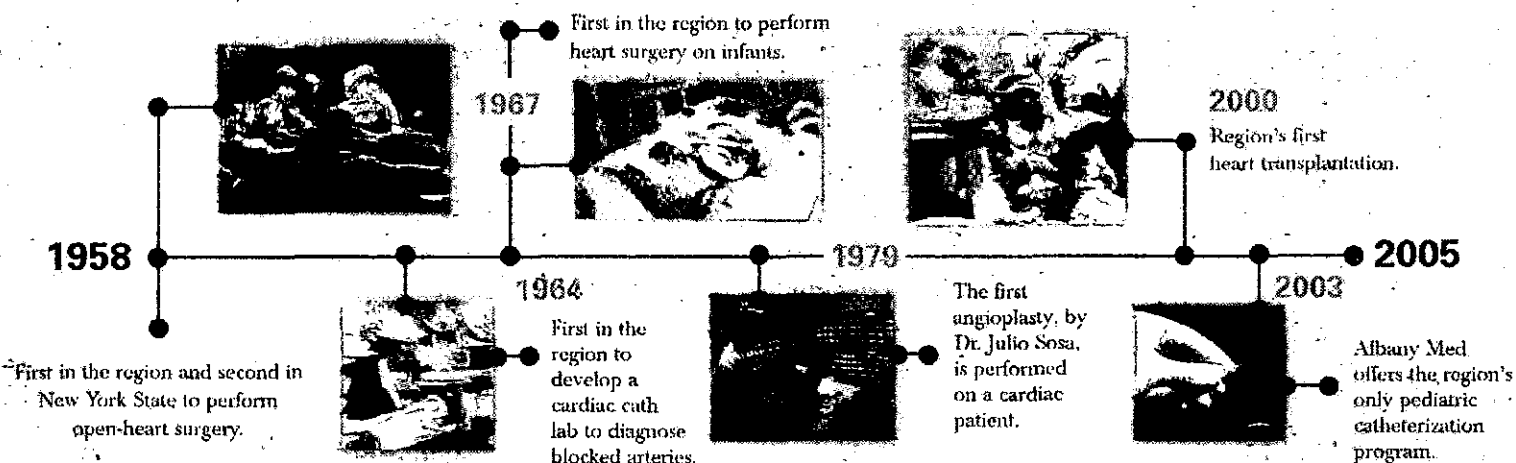 1958
First in the region and second in
New York State to perform
open-heart surgery.
1964
First in the
region to
develop a
cardiac cath
lab to diagnose
blocked arteries.
1967
First in the region to perform
heart surgery on infants.
1979
The first
angioplasty, by
Dr. Julio Sosa,
is performed
on a cardiac
patient.
2000
Region's first
heart transplantation.
2003
Albany Med
offers the region's
only pediatric
catheterization
program.
2005